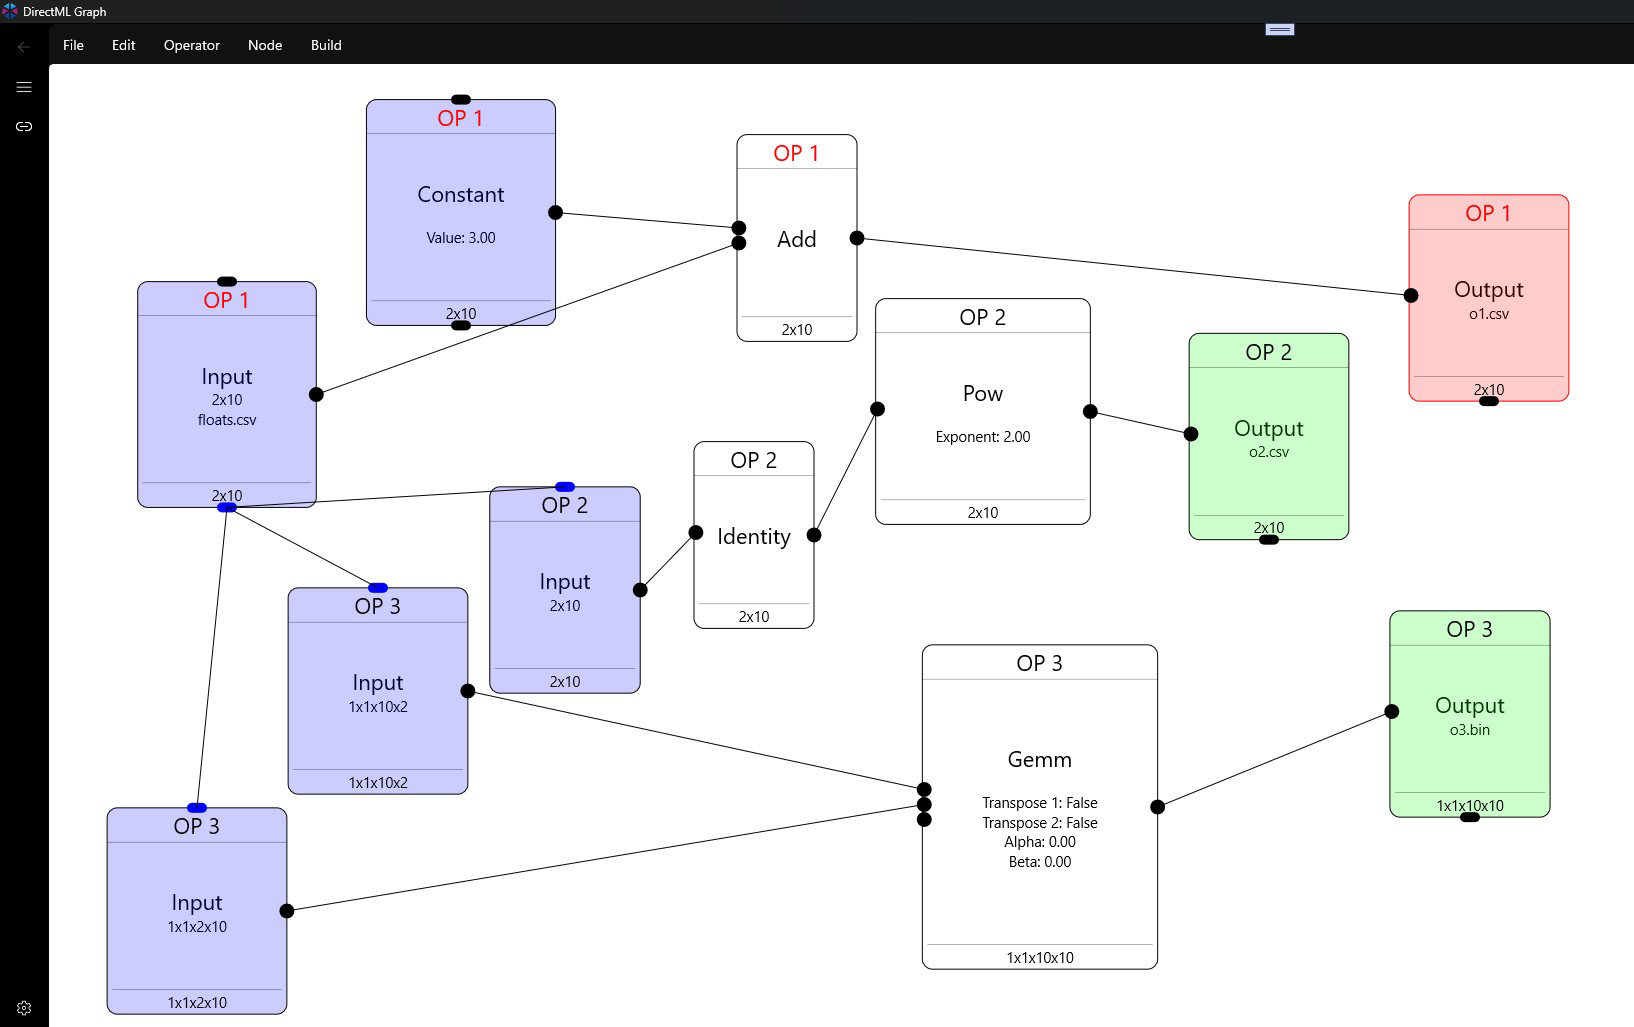 DirectML Graph
File Edit Operator Node Build
OP 1
Constant
Value: 3.00
2x10
OP 1
Add
2x10
OP 1
Output
o1.csv
2x10
OP 1
Input
2x10
floats.csv
2x10
OP 2
Pow
Exponent: 2.00
2x10
OP 2
Output
o2.csv
2x10
OP 2
Identity
2x10
OP 2
Input
2x10
2x10
OP 3
Input
1x1x10x2
1x1x10x2
OP 3
Gemm
Transpose 1: False
Transpose 2: False
Alpha: 0.00
Beta: 0.00
1x1x10x10
OP 3
Output
o3.bin
1x1x10x10
OP 3
Input
1x1x2x10
1x1x2x10